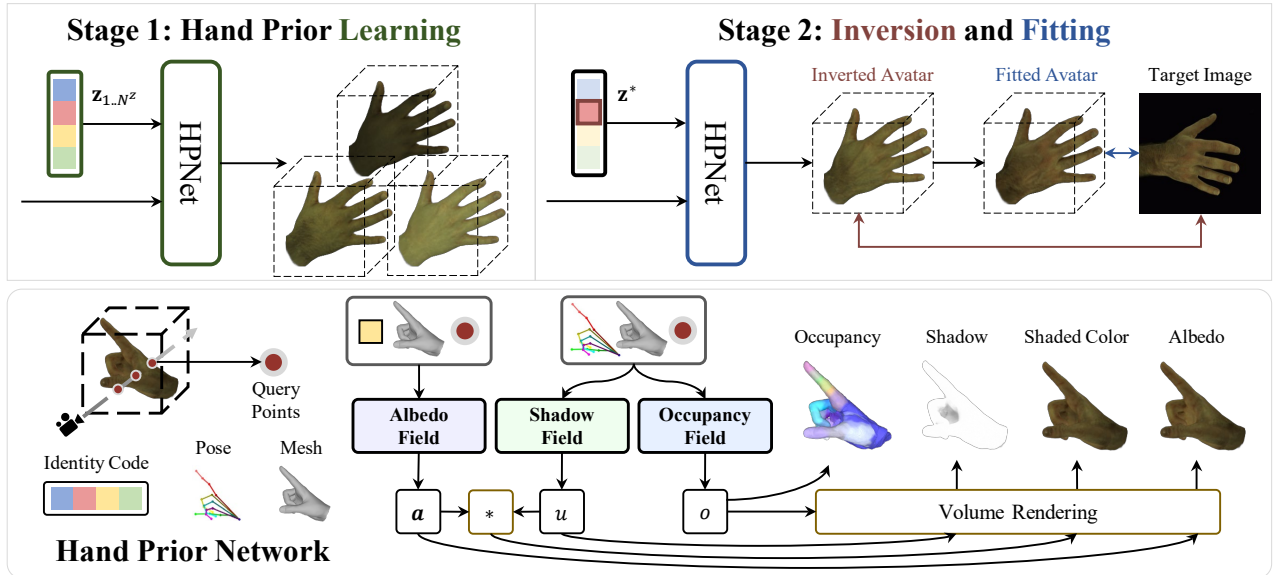 Stage 1: Hand Prior Learning
z1..Nz
HPNet
Stage 2: Inversion and Fitting
z*
HPNet
Inverted Avatar
Fitted Avatar
Target Image
Query
Points
Identity Code
Pose
Mesh
Hand Prior Network
Albedo
Field
Shadow
Field
Occupancy
Field
a
*
u
o
Occupancy
Shadow
Shaded Color
Albedo
Volume Rendering